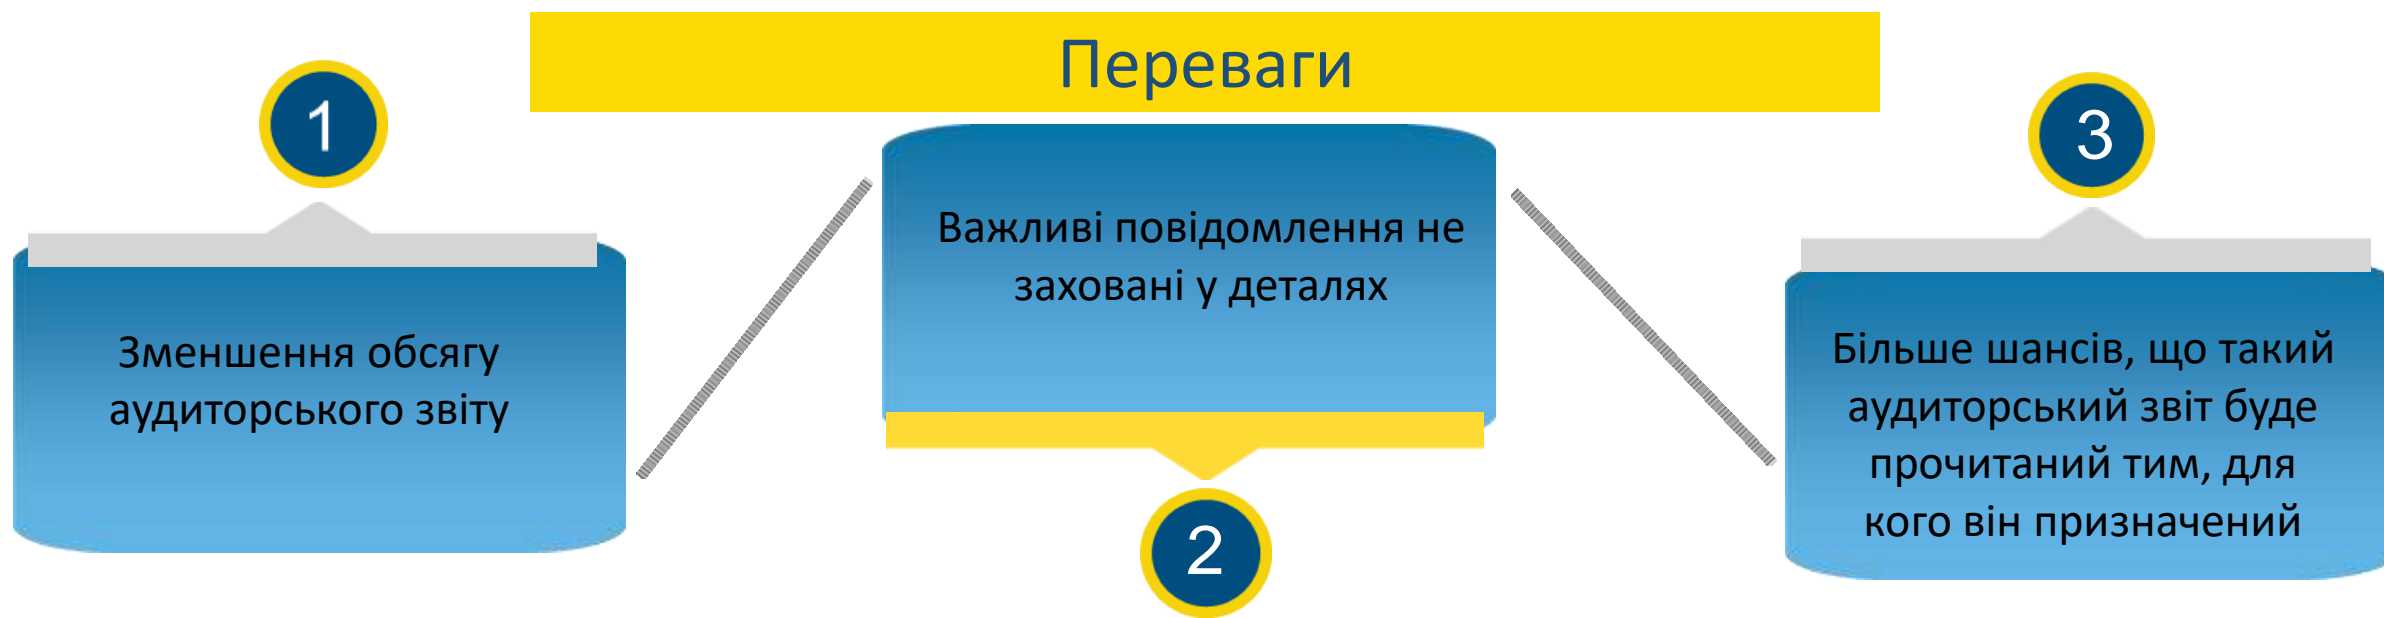 Переваги
1
Зменшення обсягу
аудиторського звіту
Важливі повідомлення не
заховані у деталях
2
3
Більше шансів, що такий
аудиторський звіт буде
прочитаний тим, для
кого він призначений